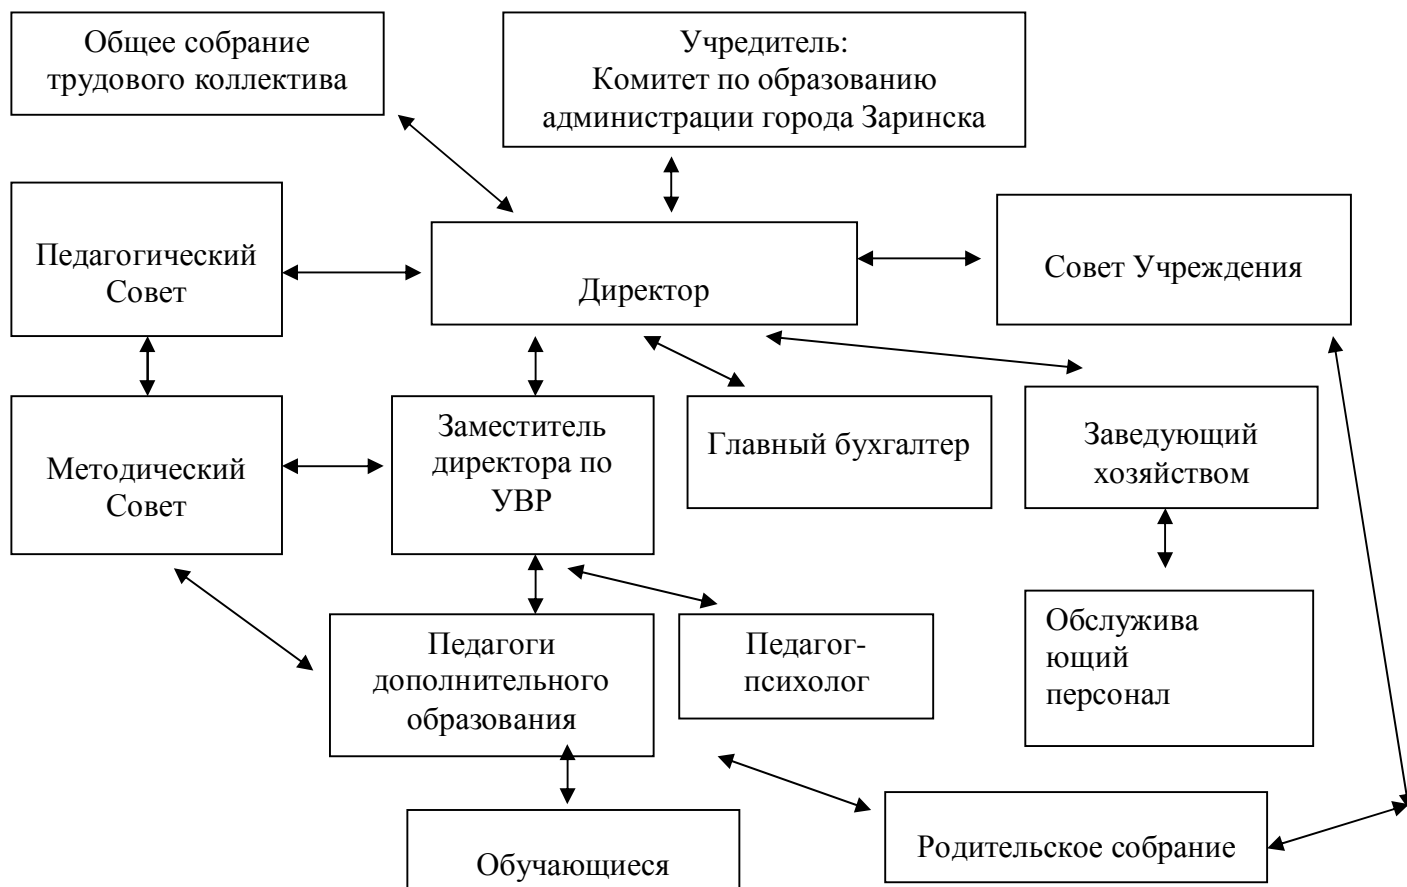 Общее собрание
трудового коллектива
Учредитель:
Комитет по образованию
администрации города Заринска
Педагогический
Совет
Директор
Совет Учреждения
Методический
Совет
Заместитель
директора по
УВР
Главный бухгалтер
Заведующий
хозяйством
Педагоги
дополнительного
образования
Педагог-
психолог
Обслужива
ющий
персонал
Обучающиеся
Родительское собрание